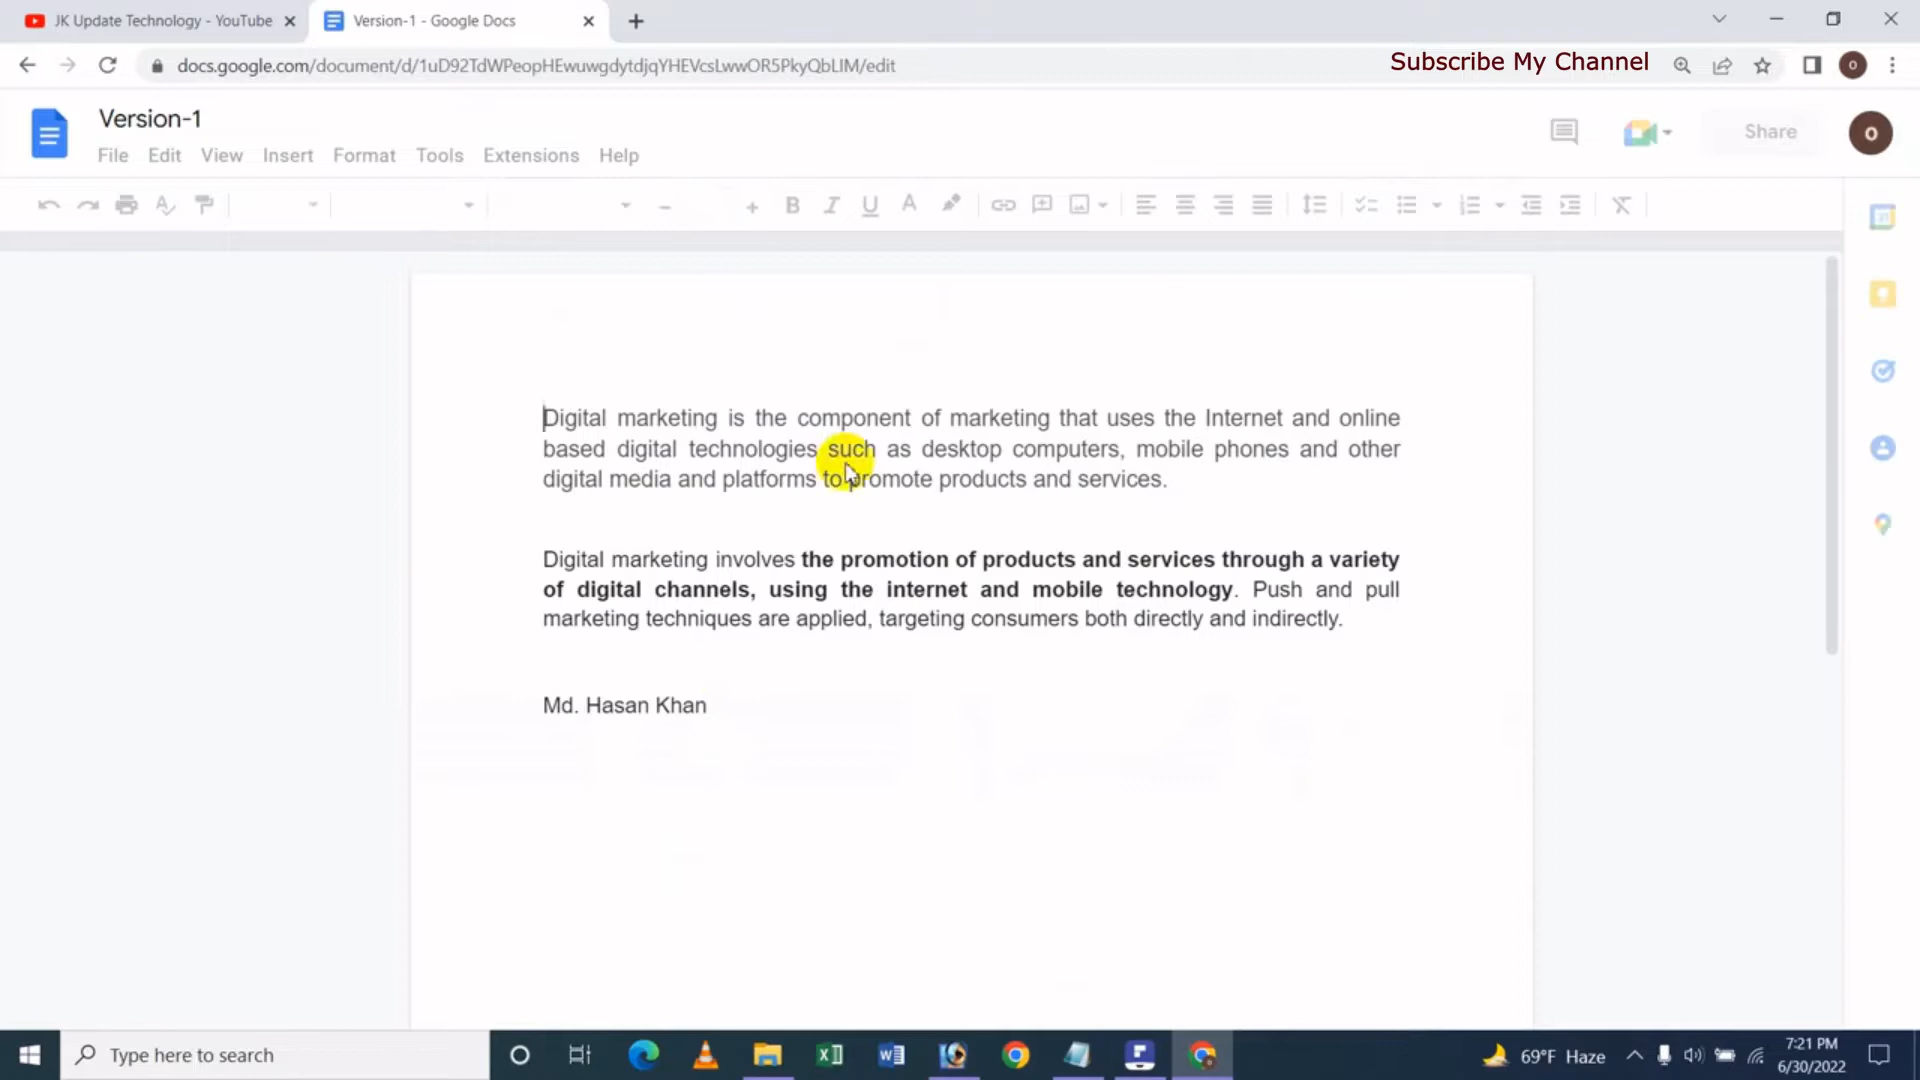 JK Update Technology - YouTube
Version-1 - Google Docs
docs.google.com/document/d/1uD92TdWPeopHEwuwgdytdjqYHEVcsLwwOR5PkyQbLIM/edit
Subscribe My Channel
Version-1
File Edit View Insert Format Tools Extensions Help
Share
Digital marketing is the component of marketing that uses the Internet and online
based digital technologies such as desktop computers, mobile phones and other
digital media and platforms to promote products and services.
Digital marketing involves the promotion of products and services through a variety
of digital channels, using the internet and mobile technology. Push and pull
marketing techniques are applied, targeting consumers both directly and indirectly.
Md. Hasan Khan
Type here to search
69°F Haze
7:21 PM
6/30/2022